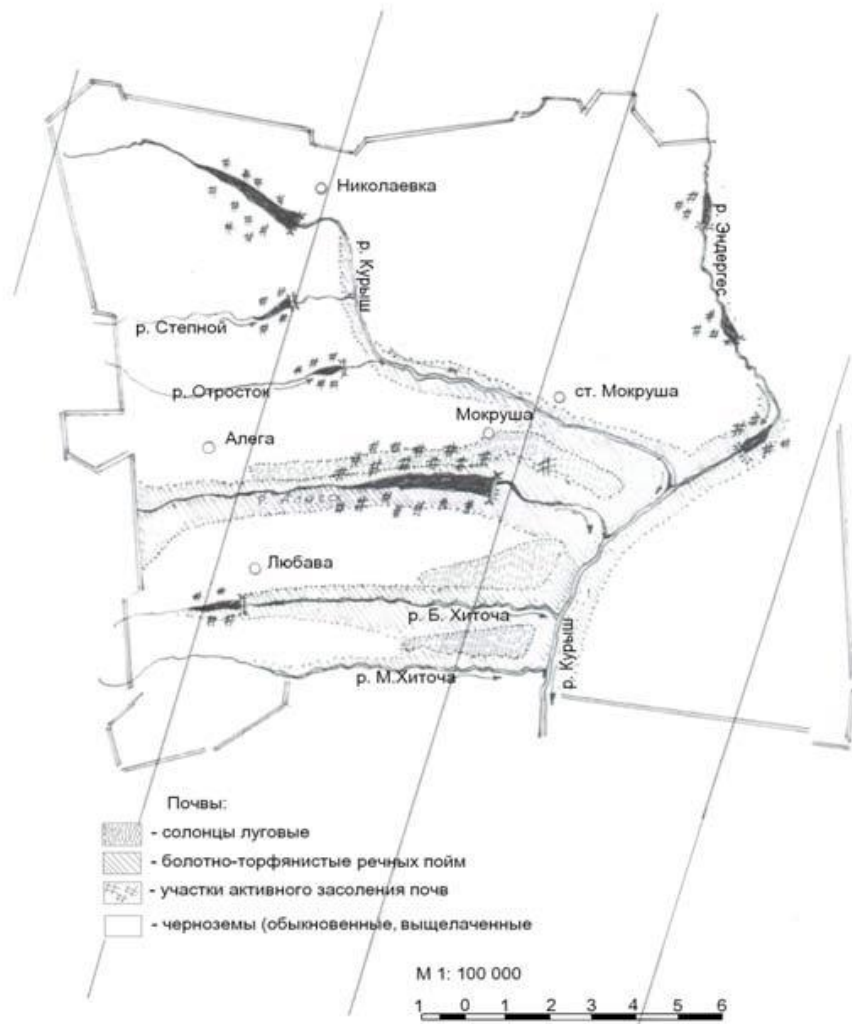 Николаевка
р. Курыш
р. Эндергес
р. Степной
р. Отросток
ст. Мокруша
Мокруша
Алега
Любава
р. Б. Хиточа
р. Курыш
р. М.Хиточа
Почвы:
- солонцы луговые
- болотно-торфянистые речных пойм
- участки активного засоления почв
- черноземы (обыкновенные, выщелаченные
М 1: 100 000
1 0 1 2 3 4 5 6